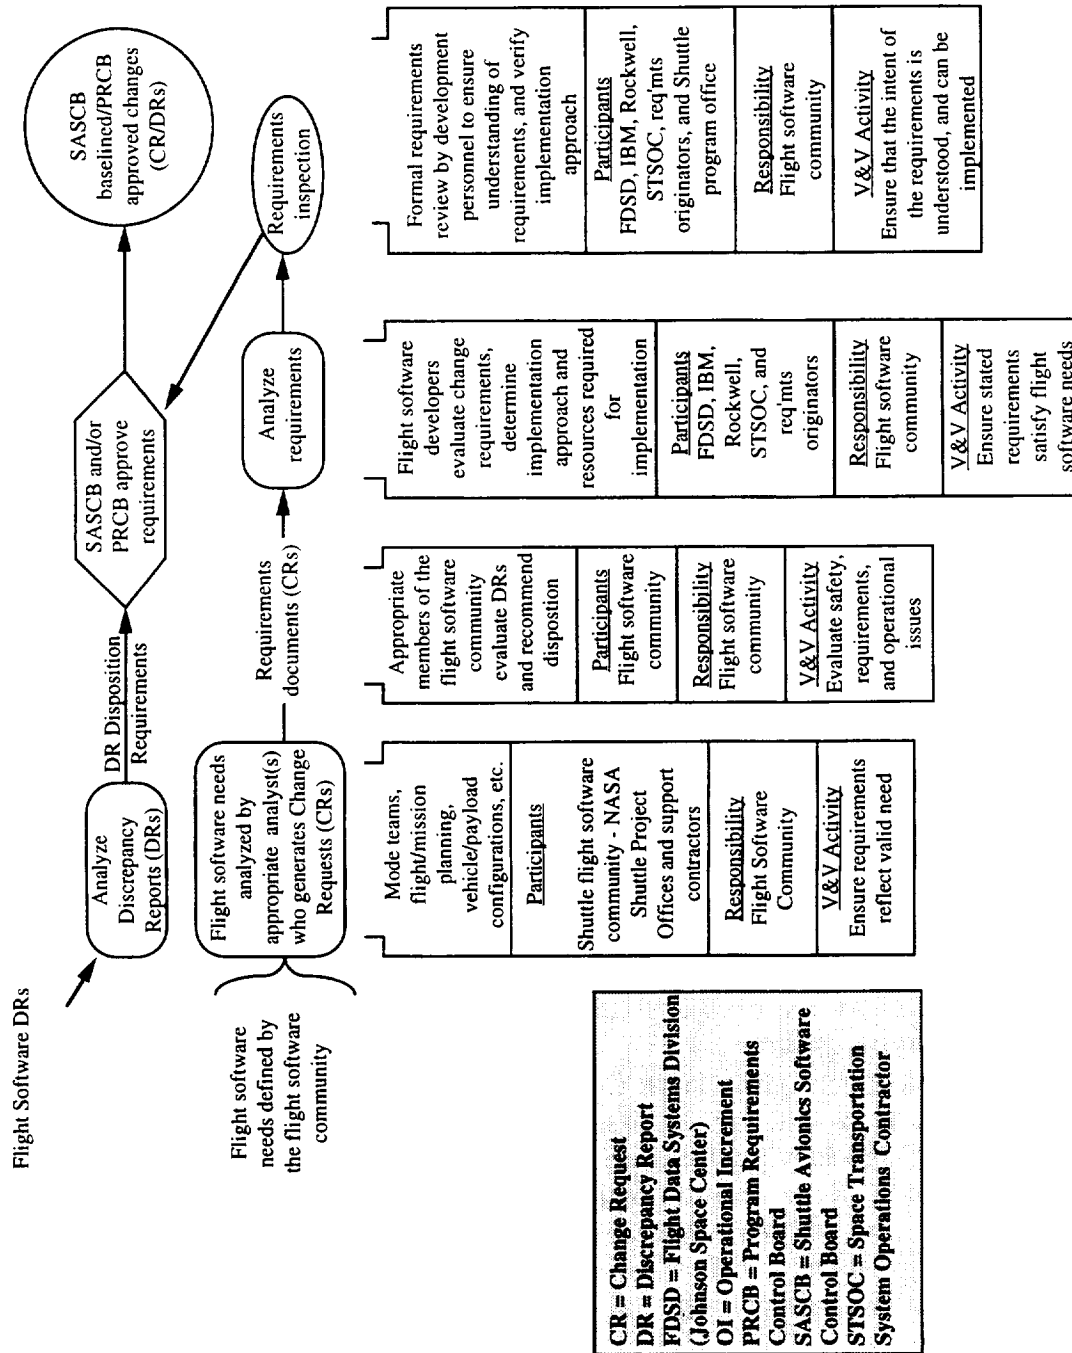 Flight Software DRs
Analyze
Discrepancy
Reports (DRs)
DR Disposition
Requirements
SASCB and/or
PRCB approve
requirements
SASCB
baselined/PRCB
approved changes
(CR/DRs)
Flight software
needs defined by
the flight software
community
Flight software needs
analyzed by
appropriate analyst(s)
who generates Change
Requests (CRs)
Requirements
documents (CRs)
Analyze
requirements
Requirements
inspection
Mode teams,
flight/mission
planning,
vehicle/payload
configurations, etc.
Participants
Shuttle flight software
community - NASA
Shuttle Project
Offices and support
contractors
Responsibility
Flight Software
Community
V&V Activity
Ensure requirements
reflect valid need
Appropriate
members of the
flight software
community
evaluate DRs
and recommend
dispostion
Participants
Flight software
community
Responsibility
Flight software
community
V&V Activity
Evaluate safety,
requirements,
and operational
issues
Flight software
developers
evaluate change
requirements,
determine
implementation
approach and
resources required
for
implementation
Participants
FDSD, IBM,
Rockwell,
STSOC, and
req'mts
originators
Responsibility
Flight software
community
V&V Activity
Ensure stated
requirements
satisfy flight
software needs
Formal requirements
review by development
personnel to ensure
understanding of
requirements, and verify
implementation
approach
Participants
FDSD, IBM, Rockwell,
STSOC, req'mts
originators, and Shuttle
program office
Responsibility
Flight software
community
V&V Activity
Ensure that the intent of
the requirements is
understood, and can be
implemented
CR = Change Request
DR = Discrepancy Report
FDSD = Flight Data Systems Division
(Johnson Space Center)
OI = Operational Increment
PRCB = Program Requirements
Control Board
SASCB = Shuttle Avionics Software
Control Board
STSOC = Space Transportation
System Operations Contractor